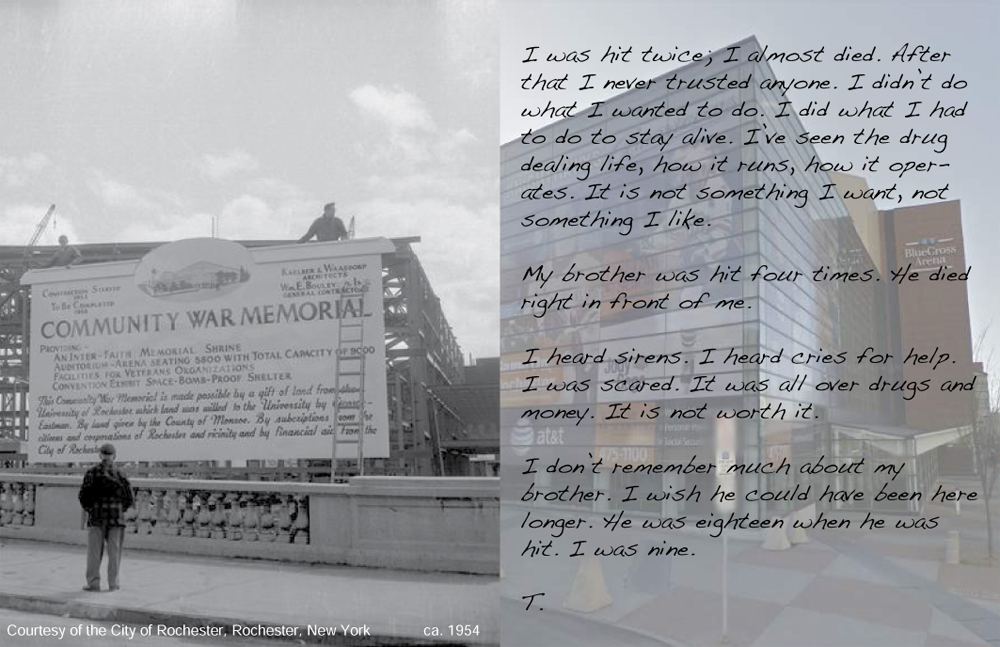 CONSTRUCTION STARTED
1953
TO BE COMPLETED
KAELBER & WAASDORP
ARCHITECTS
WM. E. BOULEY
GENERAL CONTRACTOR
COMMUNITY WAR MEMORIAL
PROVIDING –
AN INTER-FAITH MEMORIAL SHRINE
AUDITORIUM-ARENA SEATING 5800 WITH TOTAL CAPACITY OF 9000
FACILITIES FOR VETERANS ORGANIZATIONS
CONVENTION EXHIBIT SPACE-BOMB-PROOF SHELTER
This Community War Memorial is made possible by a gift of land from
University of Rochester which land was willed to the University by
Eastman. By land given by the County of Monroe. By subscriptions from the
citizens and corporations of Rochester and vicinity and by financial aid from the
City of Rochester
Courtesy of the City of Rochester, Rochester, New York ca. 1954
I was hit twice; I almost died. After
that I never trusted anyone. I didn't do
what I wanted to do. I did what I had
to do to stay alive. I've seen the drug
dealing life, how it runs, how it oper-
ates. It is not something I want, not
something I like.
My brother was hit four times. He died
right in front of me.
I heard sirens. I heard cries for help.
I was scared. It was all over drugs and
money. It is not worth it.
I don't remember much about my
brother. I wish he could have been here
longer. He was eighteen when he was
hit. I was nine.
T.
BlueCross
Arena
at&t